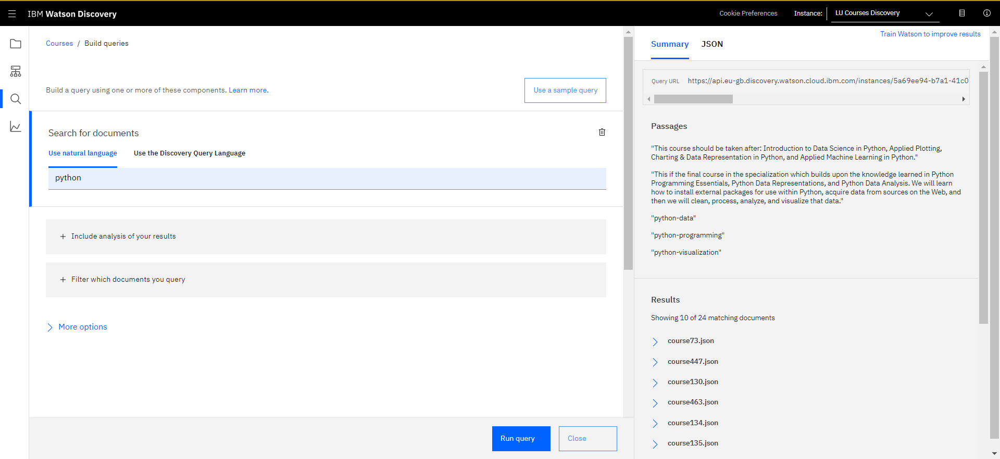 IBM Watson Discovery
Cookie Preferences
Instance:
LU Courses Discovery
Courses / Build queries
Build a query using one or more of these components. Learn more.
Use a sample query
Search for documents
Use natural language
Use the Discovery Query Language
python
+ Include analysis of your results
+ Filter which documents you query
More options
Run query
Close
Train Watson to improve results
Summary
JSON
Query URL https://api.eu-gb.discovery.watson.cloud.ibm.com/instances/5a69ee94-b7a1-41c0
Passages
"This course should be taken after: Introduction to Data Science in Python, Applied Plotting,
Charting & Data Representation in Python, and Applied Machine Learning in Python."
"This if the final course in the specialization which builds upon the knowledge learned in Python
Programming Essentials, Python Data Representations, and Python Data Analysis. We will learn
how to install external packages for use within Python, acquire data from sources on the Web, and
then we will clean, process, analyze, and visualize that data."
"python-data"
"python-programming"
"python-visualization"
Results
Showing 10 of 24 matching documents
course73.json
course447.json
course130.json
course463.json
course134.json
course135.json